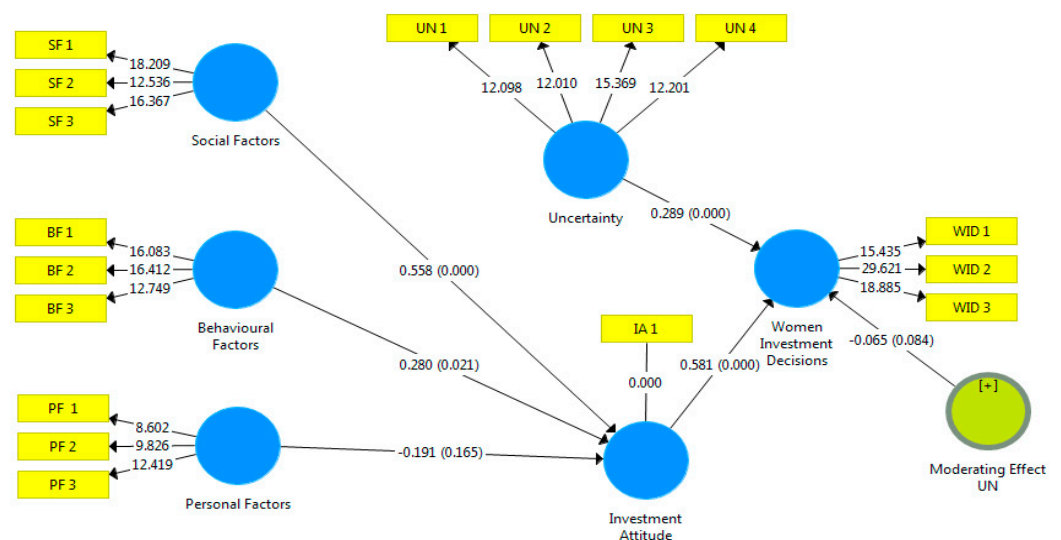 SF 1
SF 2
SF 3
18.209
12.536
16.367
Social Factors
UN 1
UN 2
UN 3
UN 4
12.098
12.010
15.369
12.201
Uncertainty
0.289 (0.000)
BF 1
BF 2
BF 3
16.083
16.412
12.749
Behavioural
Factors
0.558 (0.000)
0.280 (0.021)
WID 1
WID 2
WID 3
15.435
29.621
18.885
Women
Investment
Decisions
IA 1
0.000
0.581 (0.000)
-0.065 (0.084)
[+]
Moderating Effect
UN
PF 1
PF 2
PF 3
8.602
9.826
12.419
Personal Factors
-0.191 (0.165)
Investment
Attitude